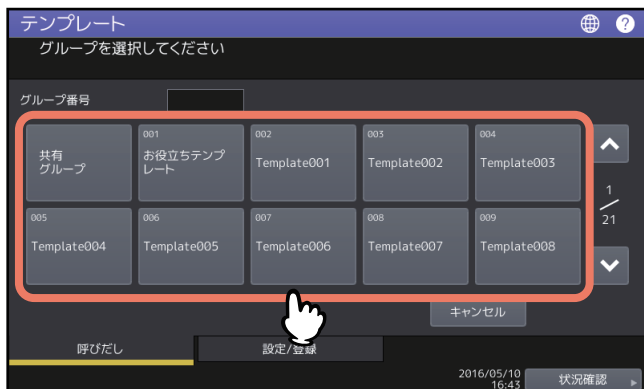 テンプレート
?
グループを選択してください
グループ番号
共有
グループ
001
お役立ちテンプ
レート
002
Template001
003
Template002
004
Template003
005
Template004
006
Template005
007
Template006
008
Template007
009
Template008
1
21
キャンセル
呼びだし
設定/登録
2016/05/10
16:43
状況確認